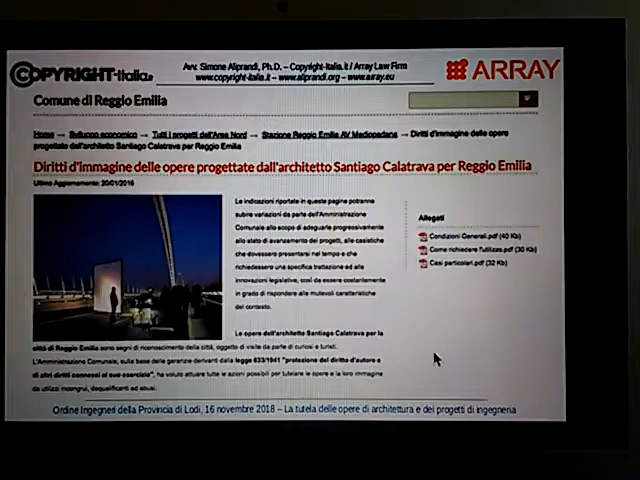 COPYRIGHT-Italia.it
Avv. Simone Aliprandi, Ph.D. – Copyright-Italia.it / Array Law Firm
www.copyright-italia.it – www.aliprandi.org – www.array.eu
ARRAY
Comune di Reggio Emilia
Home → Sviluppo economico → Tutti i progetti dell'Area Nord → Stazione Reggio Emilia AV Mediopadana → Diritti d'immagine delle opere
progettate dall'architetto Santiago Calatrava per Reggio Emilia
Diritti d'immagine delle opere progettate dall'architetto Santiago Calatrava per Reggio Emilia
Ultimo Aggiornamento: 20/01/2016
Le indicazioni riportate in queste pagine potranno
subire variazioni da parte dell'Amministrazione
Comunale allo scopo di adeguarle progressivamente
allo stato di avanzamento dei progetti, alle casistiche
che dovessero presentarsi nel tempo e che
richiedessero una specifica trattazione ed alle
innovazioni legislative, così da essere costantemente
in grado di rispondere alle mutevoli caratteristiche
del contesto.
Le opere dell'architetto Santiago Calatrava per la
città di Reggio Emilia sono segni di riconoscimento della città, oggetto di visite da parte di curiosi e turisti.
L'Amministrazione Comunale, sulla base delle garanzie derivanti dalla legge 633/1941 "protezione del diritto d'autore e
di altri diritti connessi al suo esercizio", ha voluto attuare tutte le azioni possibili per tutelare le opere e la loro immagine
da utilizzi incongrui, dequalificanti ed abusi.
Allegati
Condizioni Generali.pdf (40 Kb)
Come richiedere l'utilizzo.pdf (30 Kb)
Casi particolari.pdf (32 Kb)
Ordine Ingegneri della Provincia di Lodi, 16 novembre 2018 – La tutela delle opere di architettura e dei progetti di ingegneria